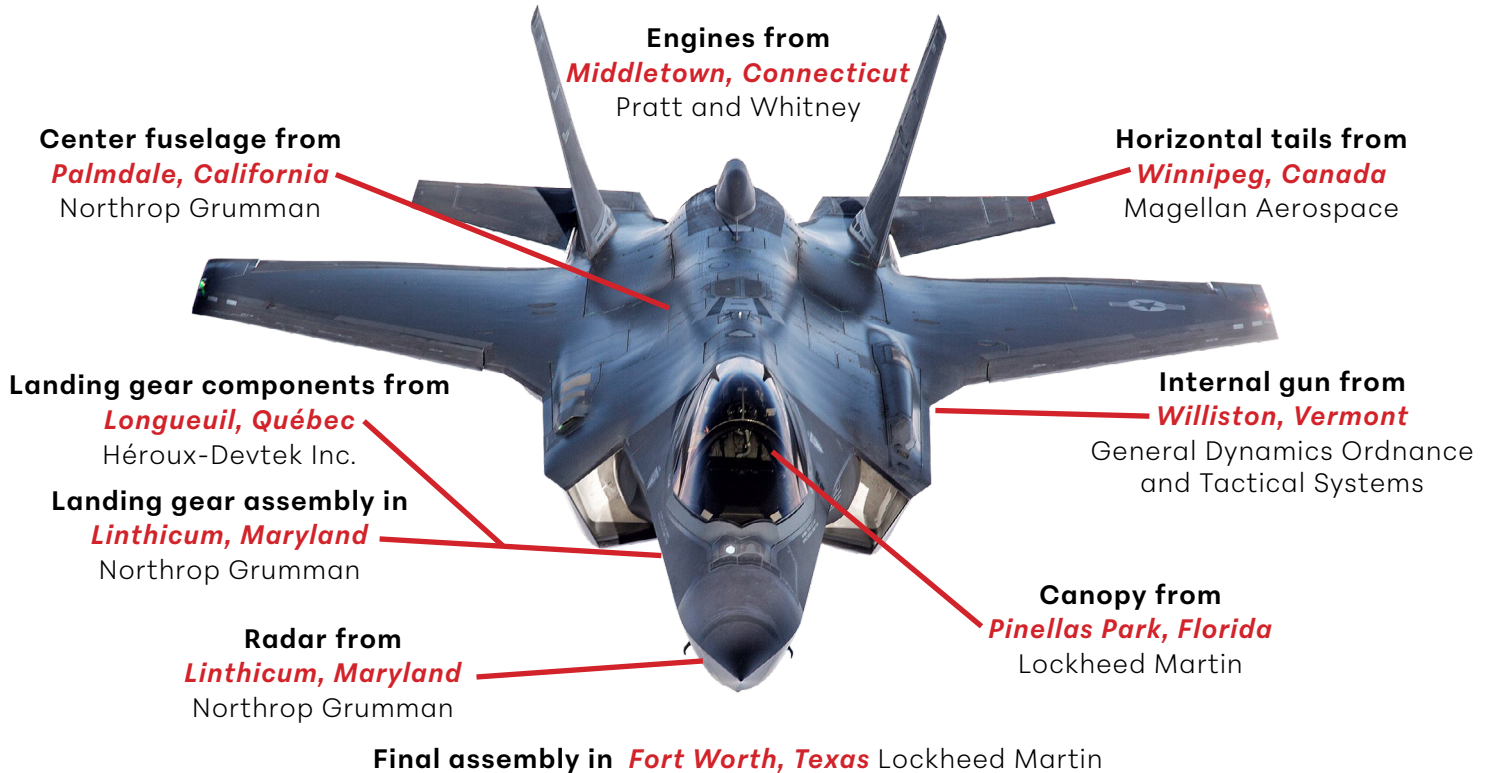 Engines from
Middletown, Connecticut
Pratt and Whitney
Center fuselage from
Palmdale, California
Northrop Grumman
Horizontal tails from
Winnipeg, Canada
Magellan Aerospace
Landing gear components from
Longueuil, Québec
Héroux-Devtek Inc.
Landing gear assembly in
Linthicum, Maryland
Northrop Grumman
Internal gun from
Williston, Vermont
General Dynamics Ordnance
and Tactical Systems
Radar from
Linthicum, Maryland
Northrop Grumman
Canopy from
Pinellas Park, Florida
Lockheed Martin
Final assembly in Fort Worth, Texas Lockheed Martin